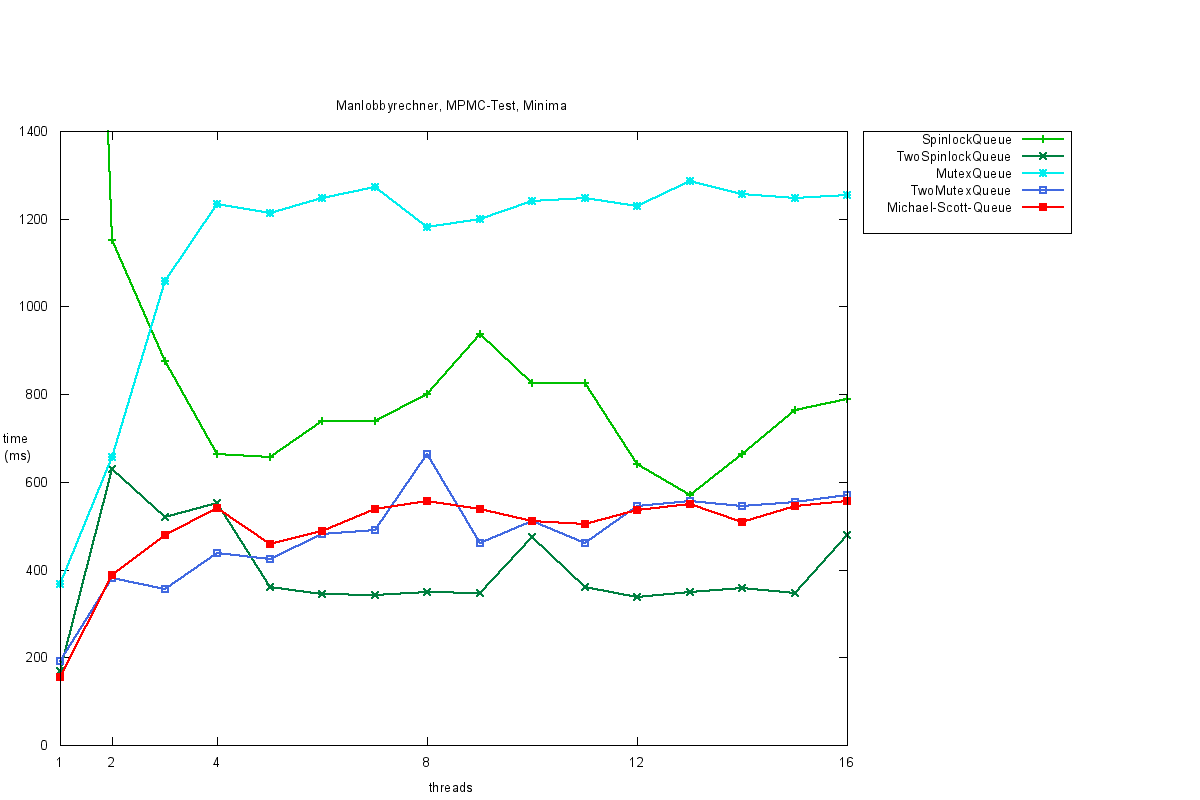 Manlobbyrechner, MPMC-Test, Minima
1400
1200
1000
800
600
400
200
0
time
(ms)
1
2
4
8
12
16
threads
SpinlockQueue
TwoSpinlockQueue
MutexQueue
TwoMutexQueue
Michael-Scott-Queue